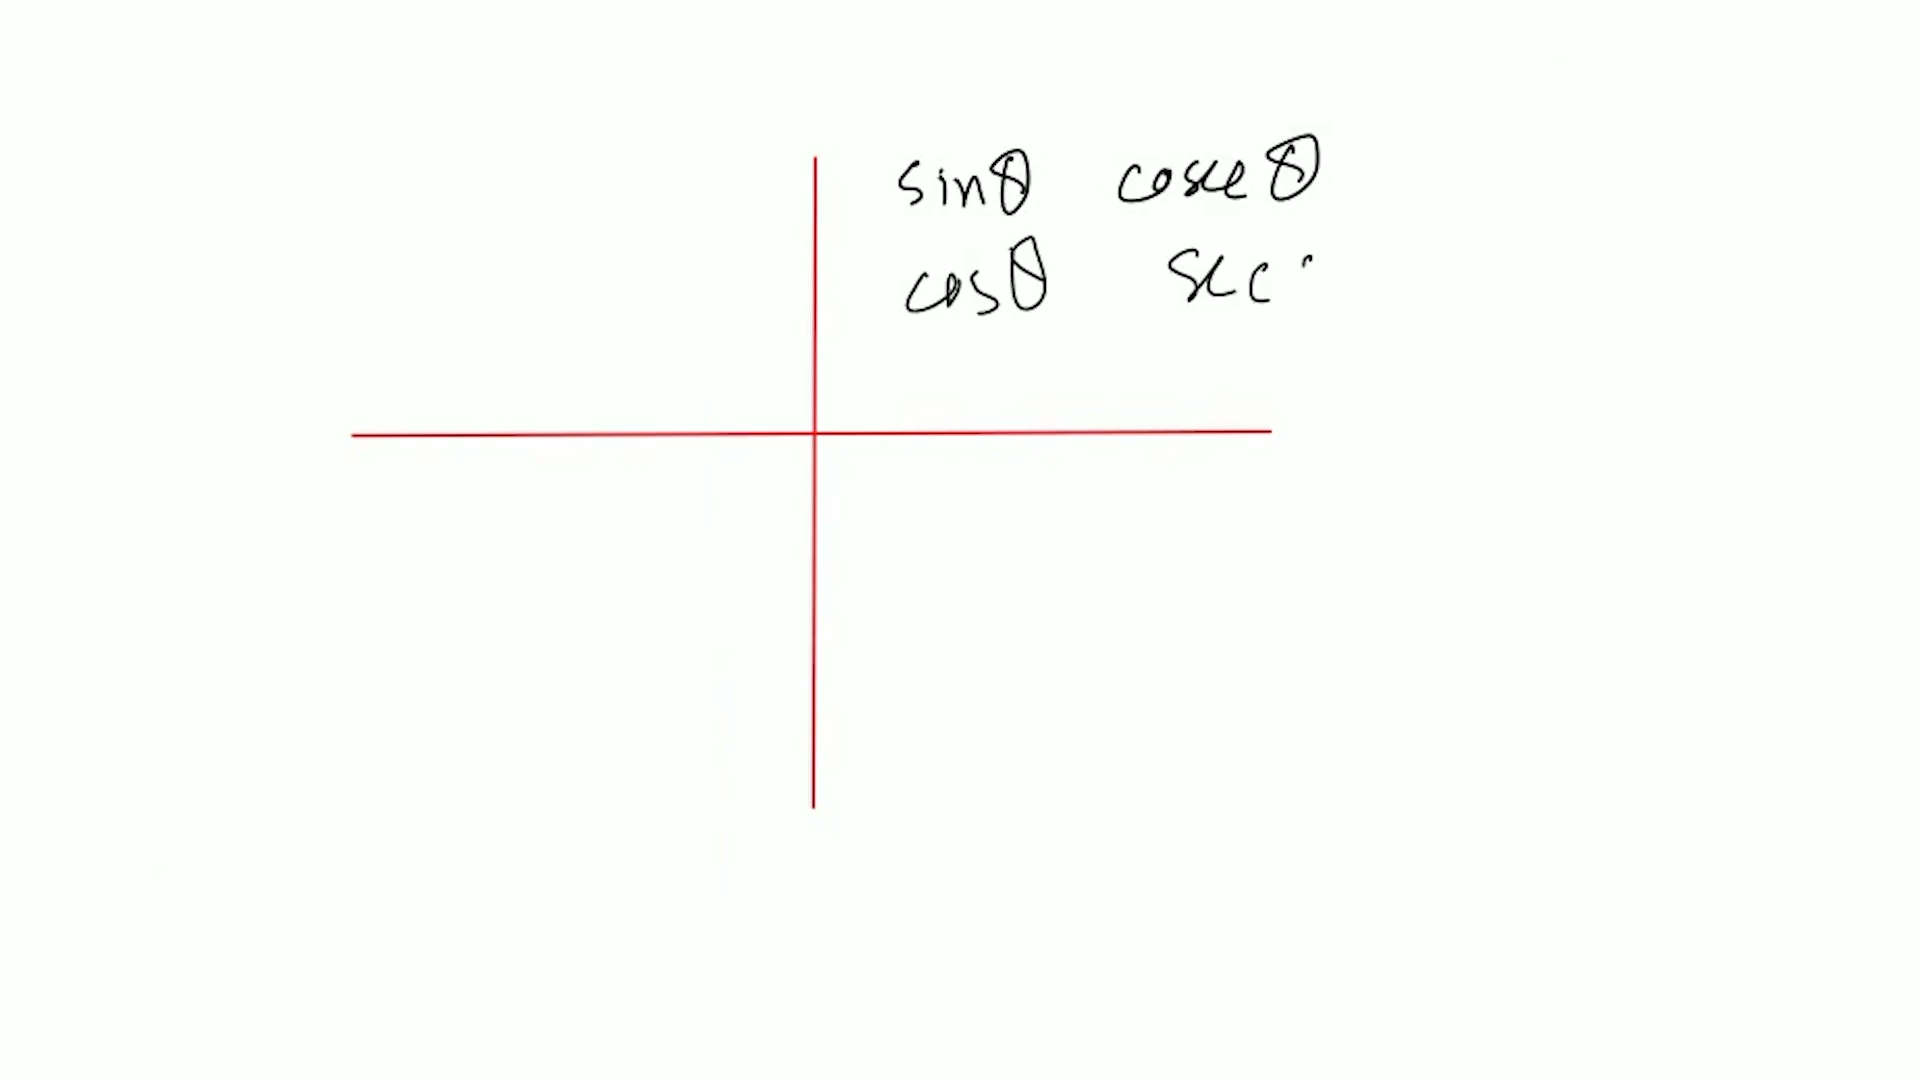 sinθ cosecθ
cosθ sec